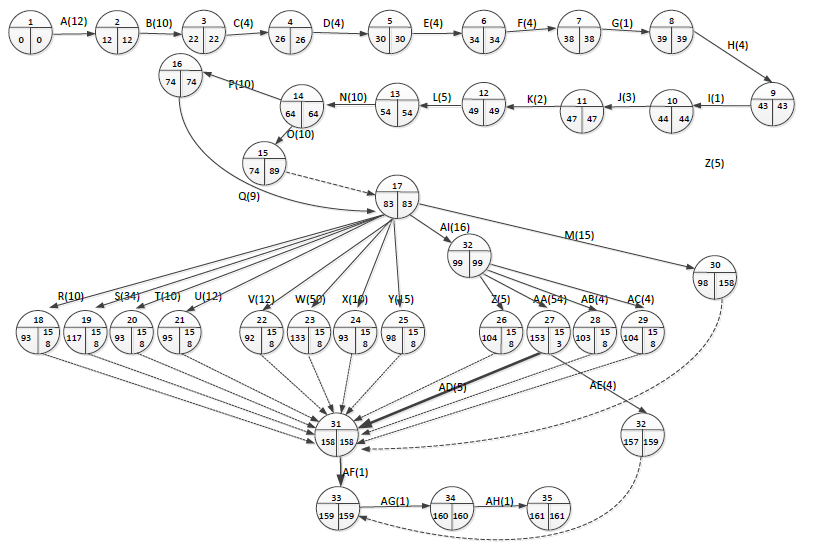 1
0 0
A(12)
2
12 12
B(10)
3
22 22
C(4)
4
26 26
D(4)
5
30 30
E(4)
6
34 34
F(4)
7
38 38
G(1)
8
39 39
H(4)
9
43 43
I(1)
10
44 44
J(3)
11
47 47
K(2)
12
49 49
L(5)
13
54 54
N(10)
14
64 64
P(10)
16
74 74
O(10)
15
74 89
Z(5)
Q(9)
17
83 83
AI(16)
M(15)
32
99 99
30
98 158
R(10)
S(34)
T(10)
U(12)
V(12)
W(50)
X(10)
Y(15)
Z(5)
AA(54)
AB(4)
AC(4)
18
93 15
8
19
117 15
8
20
93 15
8
21
95 15
8
22
92 15
8
23
133 15
8
24
93 15
8
25
98 15
8
26
104 15
8
27
153 15
3
28
103 15
8
29
104 15
8
AD(5)
AE(4)
31
158 158
32
157 159
AF(1)
33
159 159
AG(1)
34
160 160
AH(1)
35
161 161